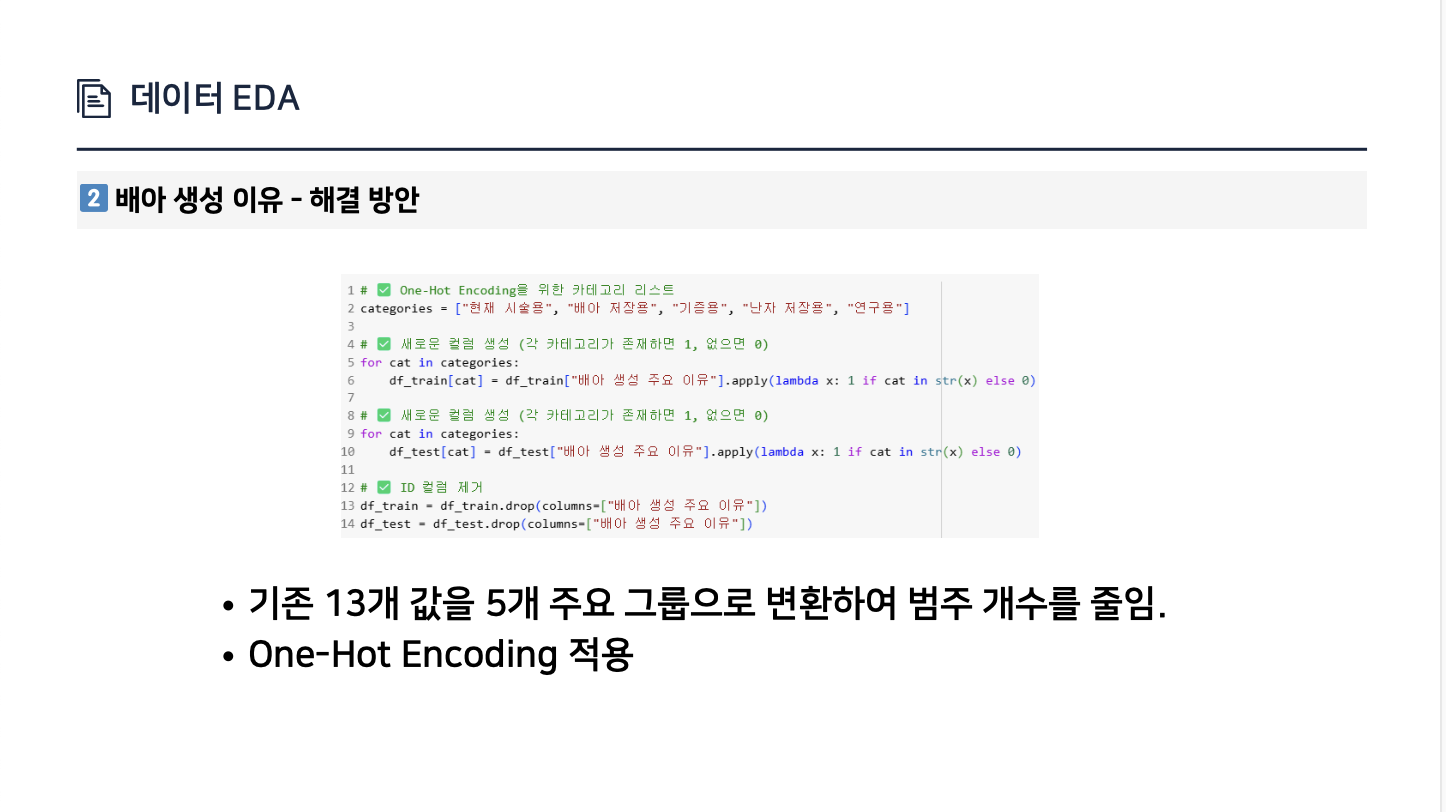 데이터 EDA
2 배아 생성 이유 - 해결 방안
1 # ✅ One-Hot Encoding을 위한 카테고리 리스트
2 categories = ["현재 시술용", "배아 저장용", "기증용", "난자 저장용", "연구용"]
3
4 # ✅ 새로운 컬럼 생성 (각 카테고리가 존재하면 1, 없으면 0)
5 for cat in categories:
6     df_train[cat] = df_train["배아 생성 주요 이유"].apply(lambda x: 1 if cat in str(x) else 0)
7
8 # ✅ 새로운 컬럼 생성 (각 카테고리가 존재하면 1, 없으면 0)
9 for cat in categories:
10     df_test[cat] = df_test["배아 생성 주요 이유"].apply(lambda x: 1 if cat in str(x) else 0)
11
12 # ✅ ID 컬럼 제거
13 df_train = df_train.drop(columns=["배아 생성 주요 이유"])
14 df_test = df_test.drop(columns=["배아 생성 주요 이유"])
• 기존 13개 값을 5개 주요 그룹으로 변환하여 범주 개수를 줄임.
• One-Hot Encoding 적용